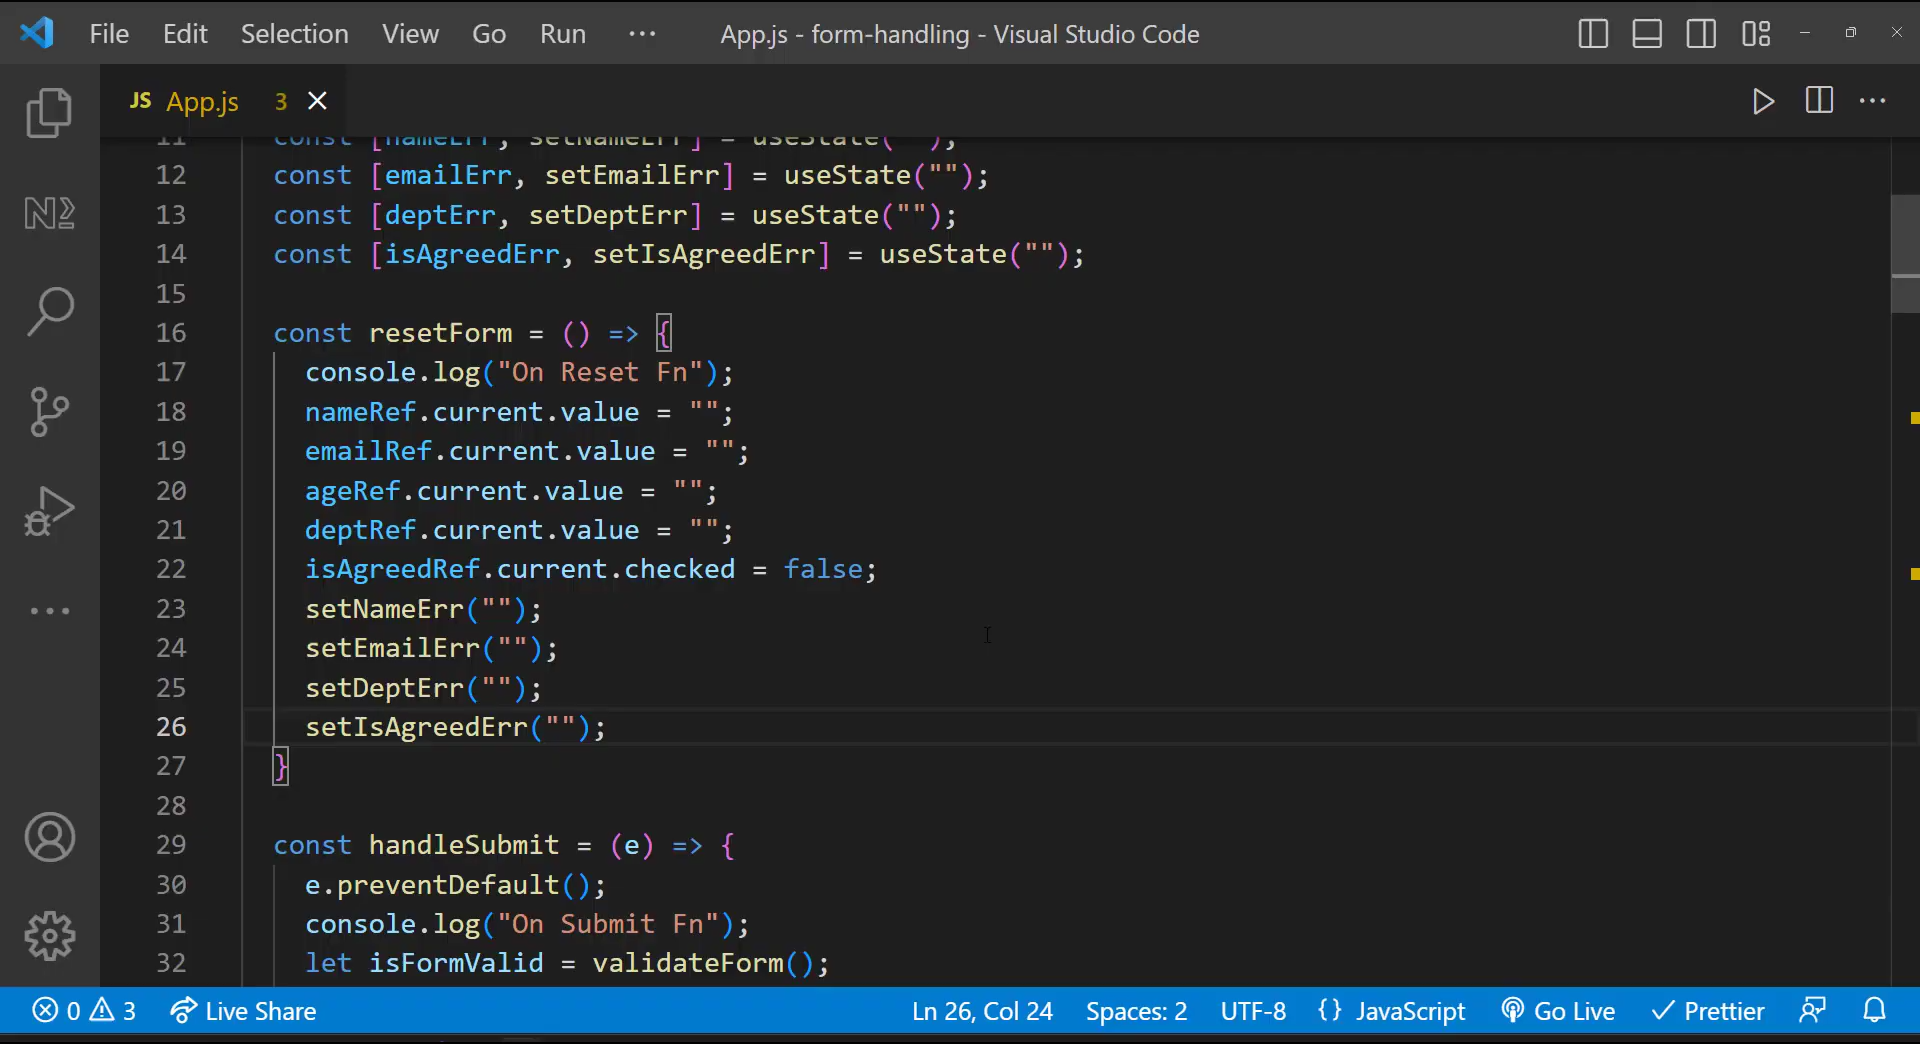 File Edit Selection View Go Run ··· App.js - form-handling - Visual Studio Code
JS App.js 3
11 const [nameErr, setNameErr] = useState("");
12 const [emailErr, setEmailErr] = useState("");
13 const [deptErr, setDeptErr] = useState("");
14 const [isAgreedErr, setIsAgreedErr] = useState("");
15
16 const resetForm = () => {
17 console.log("On Reset Fn");
18 nameRef.current.value = "";
19 emailRef.current.value = "";
20 ageRef.current.value = "";
21 deptRef.current.value = "";
22 isAgreedRef.current.checked = false;
23 setNameErr("");
24 setEmailErr("");
25 setDeptErr("");
26 setIsAgreedErr("");
27 }
28
29 const handleSubmit = (e) => {
30 e.preventDefault();
31 console.log("On Submit Fn");
32 let isFormValid = validateForm();
0 3 Live Share Ln 26, Col 24 Spaces: 2 UTF-8 {} JavaScript Go Live Prettier